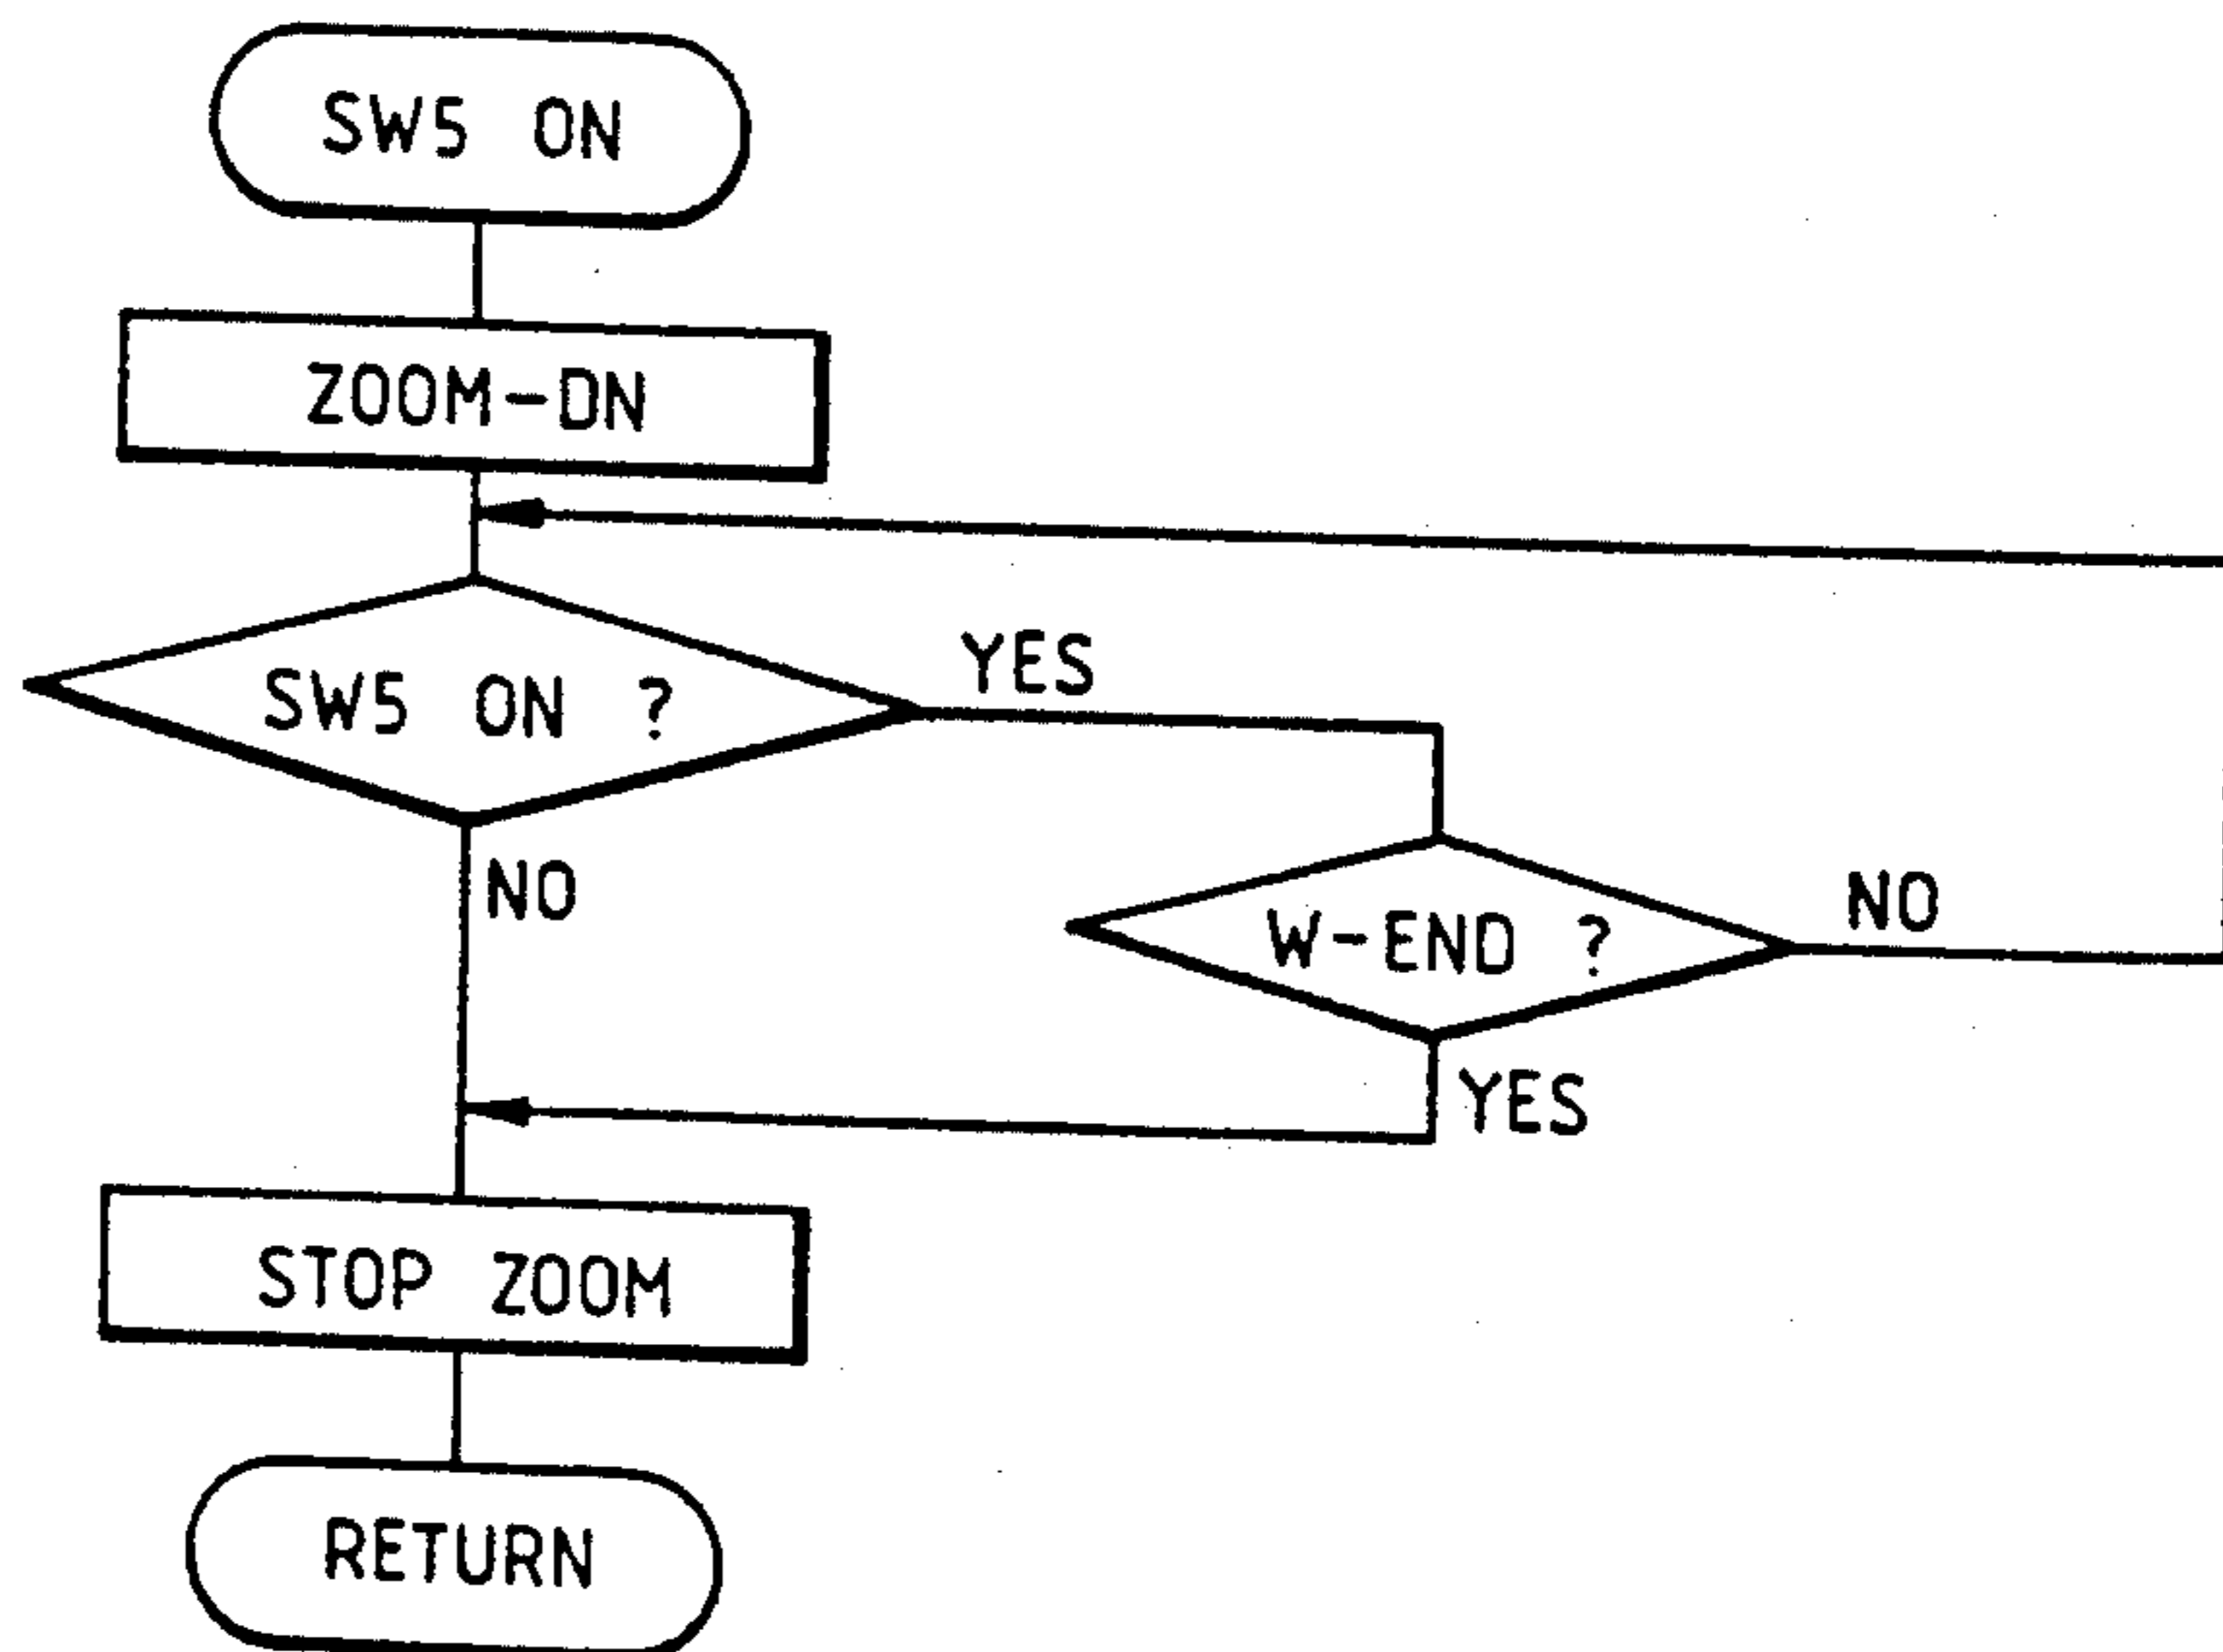 SW5 ON
ZOOM-DN
SW5 ON ?
YES
NO
W-END ?
NO
YES
STOP ZOOM
RETURN